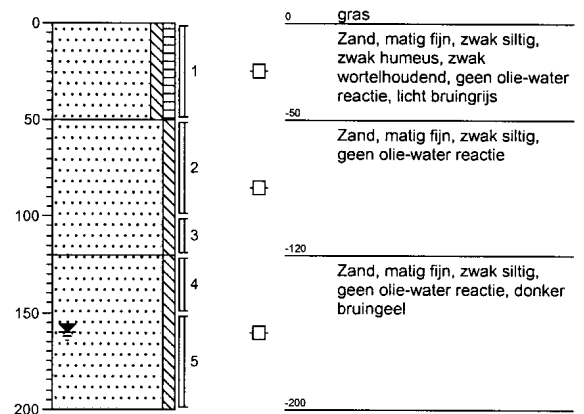 0
50
100
150
200
1
2
3
4
5
0 gras
Zand, matig fijn, zwak siltig,
zwak humeus, zwak
wortelhoudend, geen olie-water
reactie, licht bruingrijs
-50
Zand, matig fijn, zwak siltig,
geen olie-water reactie
-120
Zand, matig fijn, zwak siltig,
geen olie-water reactie, donker
bruingeel
-200